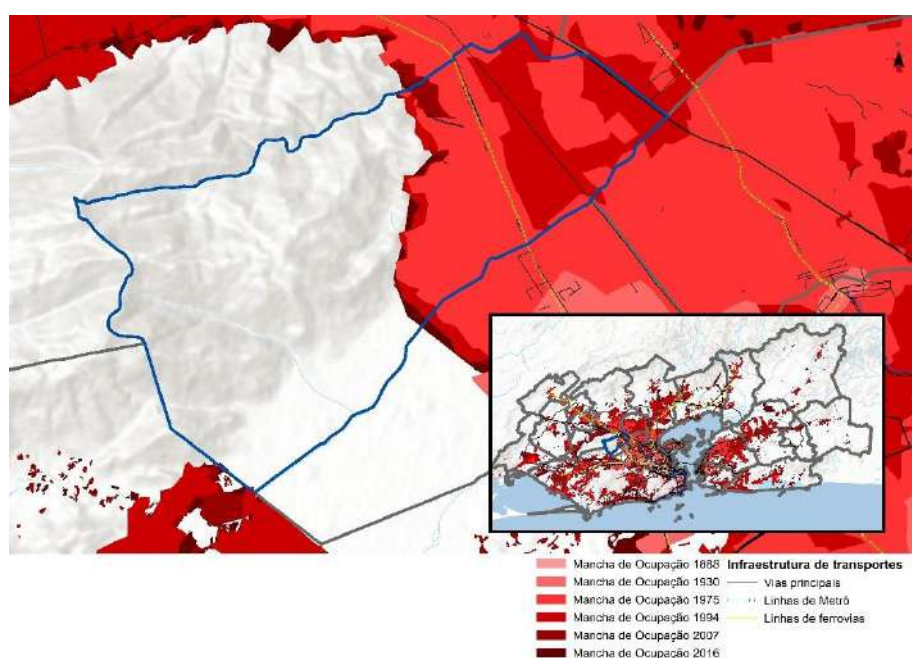 Mancha de Ocupação 1888
Mancha de Ocupação 1930
Mancha de Ocupação 1975
Mancha de Ocupação 1994
Mancha de Ocupação 2007
Mancha de Ocupação 2016
Infraestrutura de transportes
Vias principais
Linhas de Metrô
Linhas de ferrovias